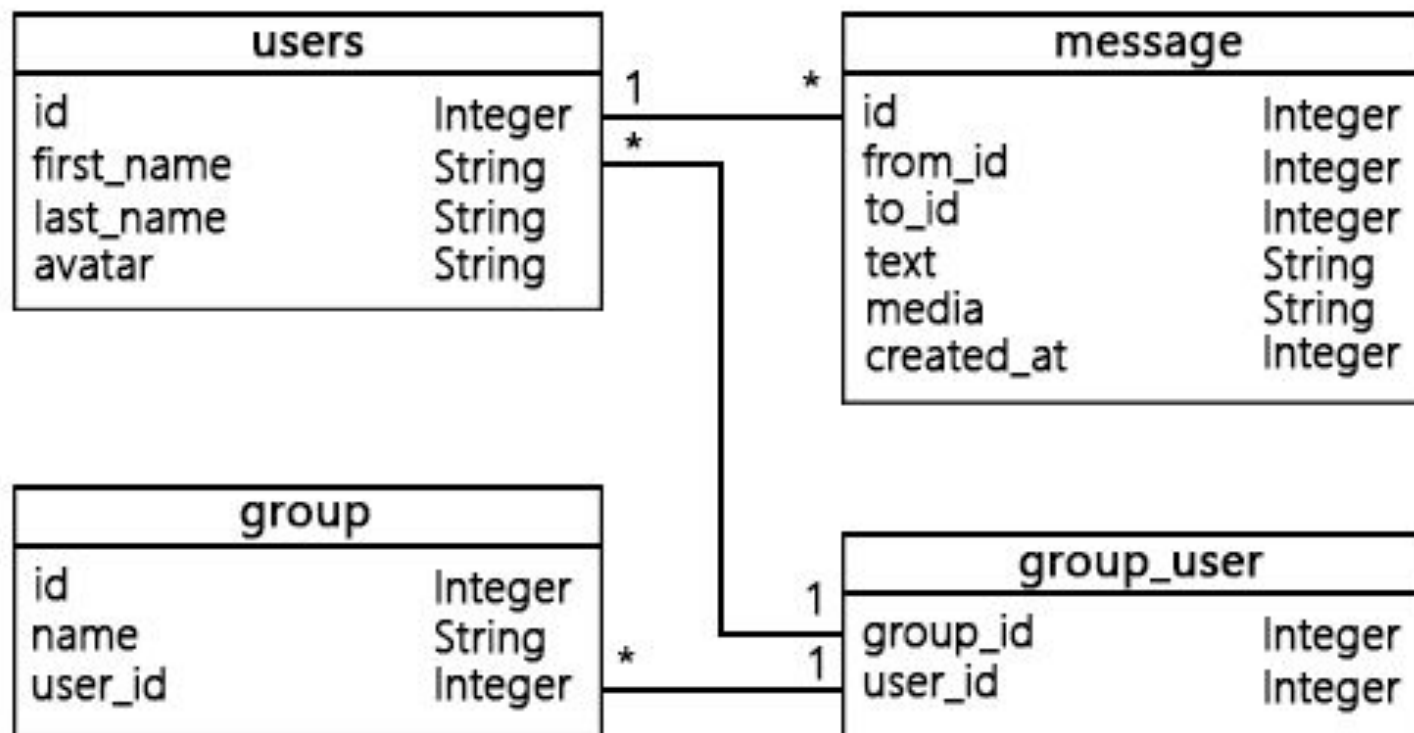 users
id Integer
first_name String
last_name String
avatar String
1 *
*
message
id Integer
from_id Integer
to_id Integer
text String
media String
created_at Integer
group
id Integer
name String
user_id Integer
* 1
1
group_user
group_id Integer
user_id Integer